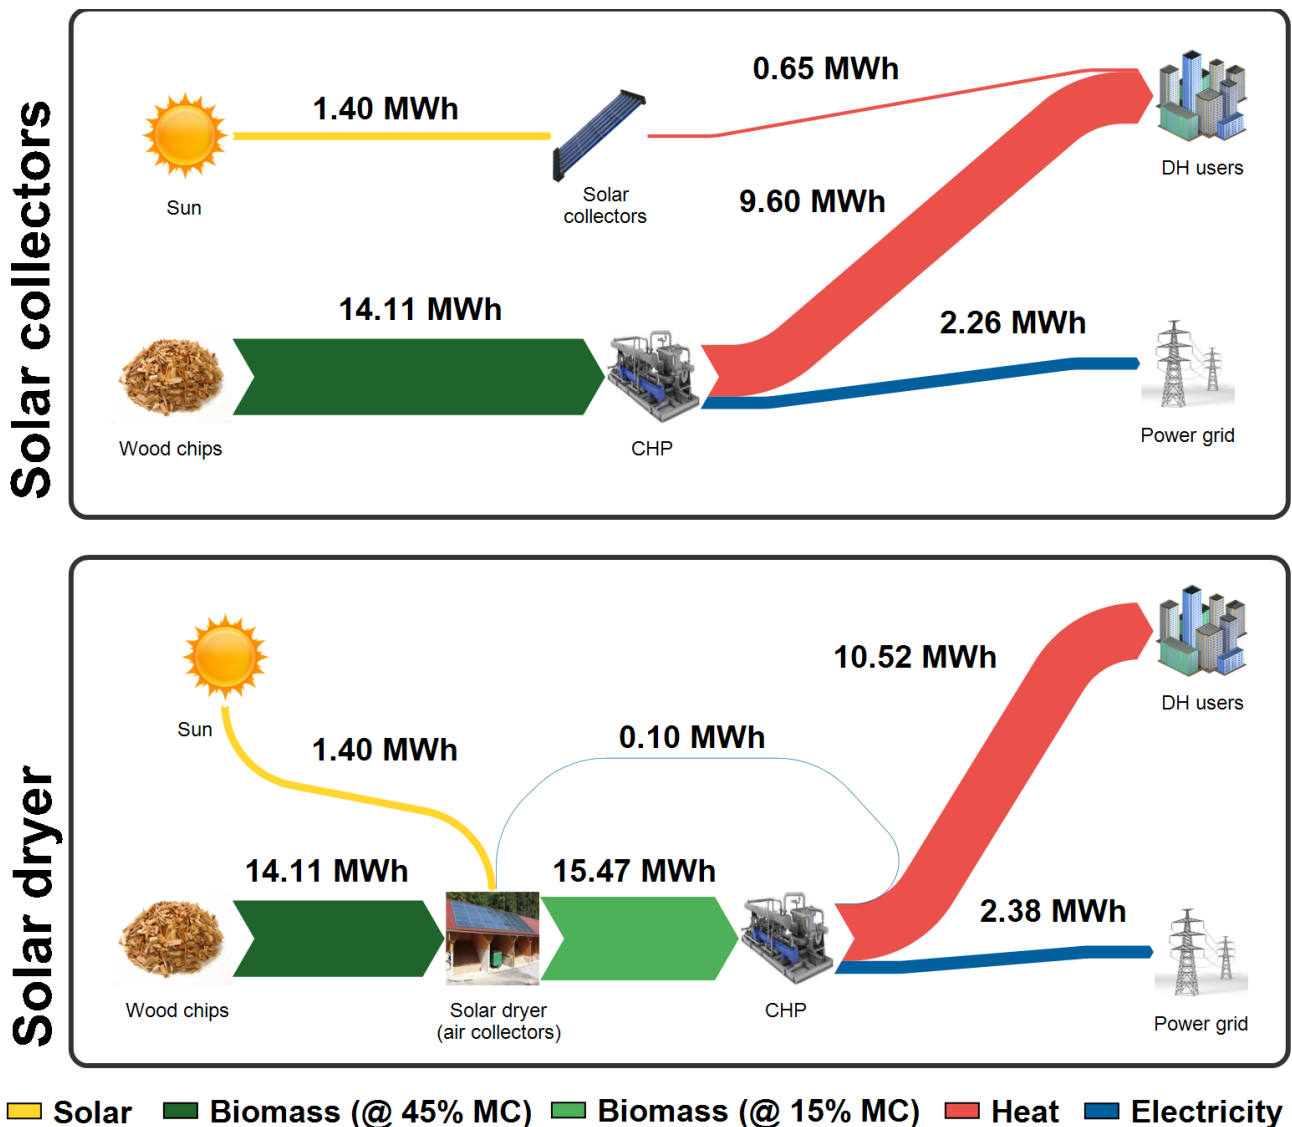 Solar collectors
0.65 MWh
1.40 MWh
DH users
Solar
collectors
Sun
9.60 MWh
14.11 MWh
2.26 MWh
Wood chips
CHP
Power grid
Solar dryer
10.52 MWh
DH users
Sun
1.40 MWh
0.10 MWh
14.11 MWh
15.47 MWh
2.38 MWh
Wood chips
Solar dryer
(air collectors)
CHP
Power grid
Solar
Biomass (@ 45% MC)
Biomass (@ 15% MC)
Heat
Electricity